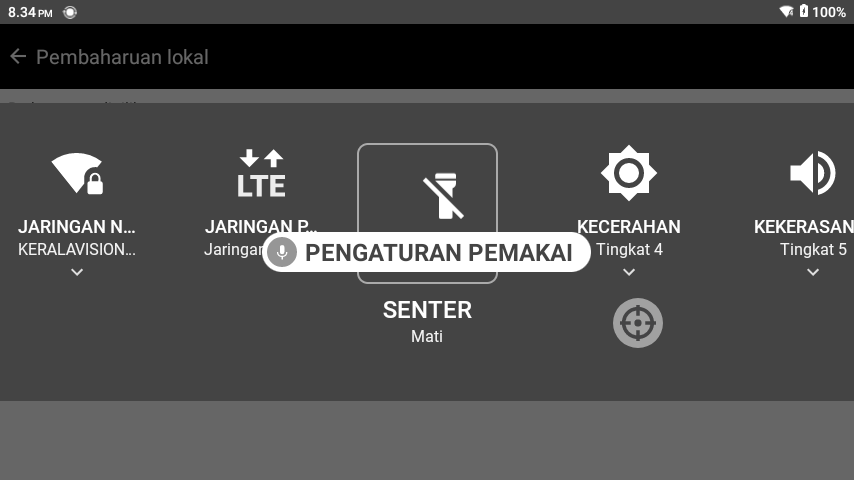 8.34 PM
100%
Pembaharuan lokal
JARINGAN N...
KERALAVISION...
JARINGAN P...
Jaringan
PENGATURAN PEMAKAI
SENTER
Mati
KECERAHAN
Tingkat 4
KEKERASAN
Tingkat 5
LTE